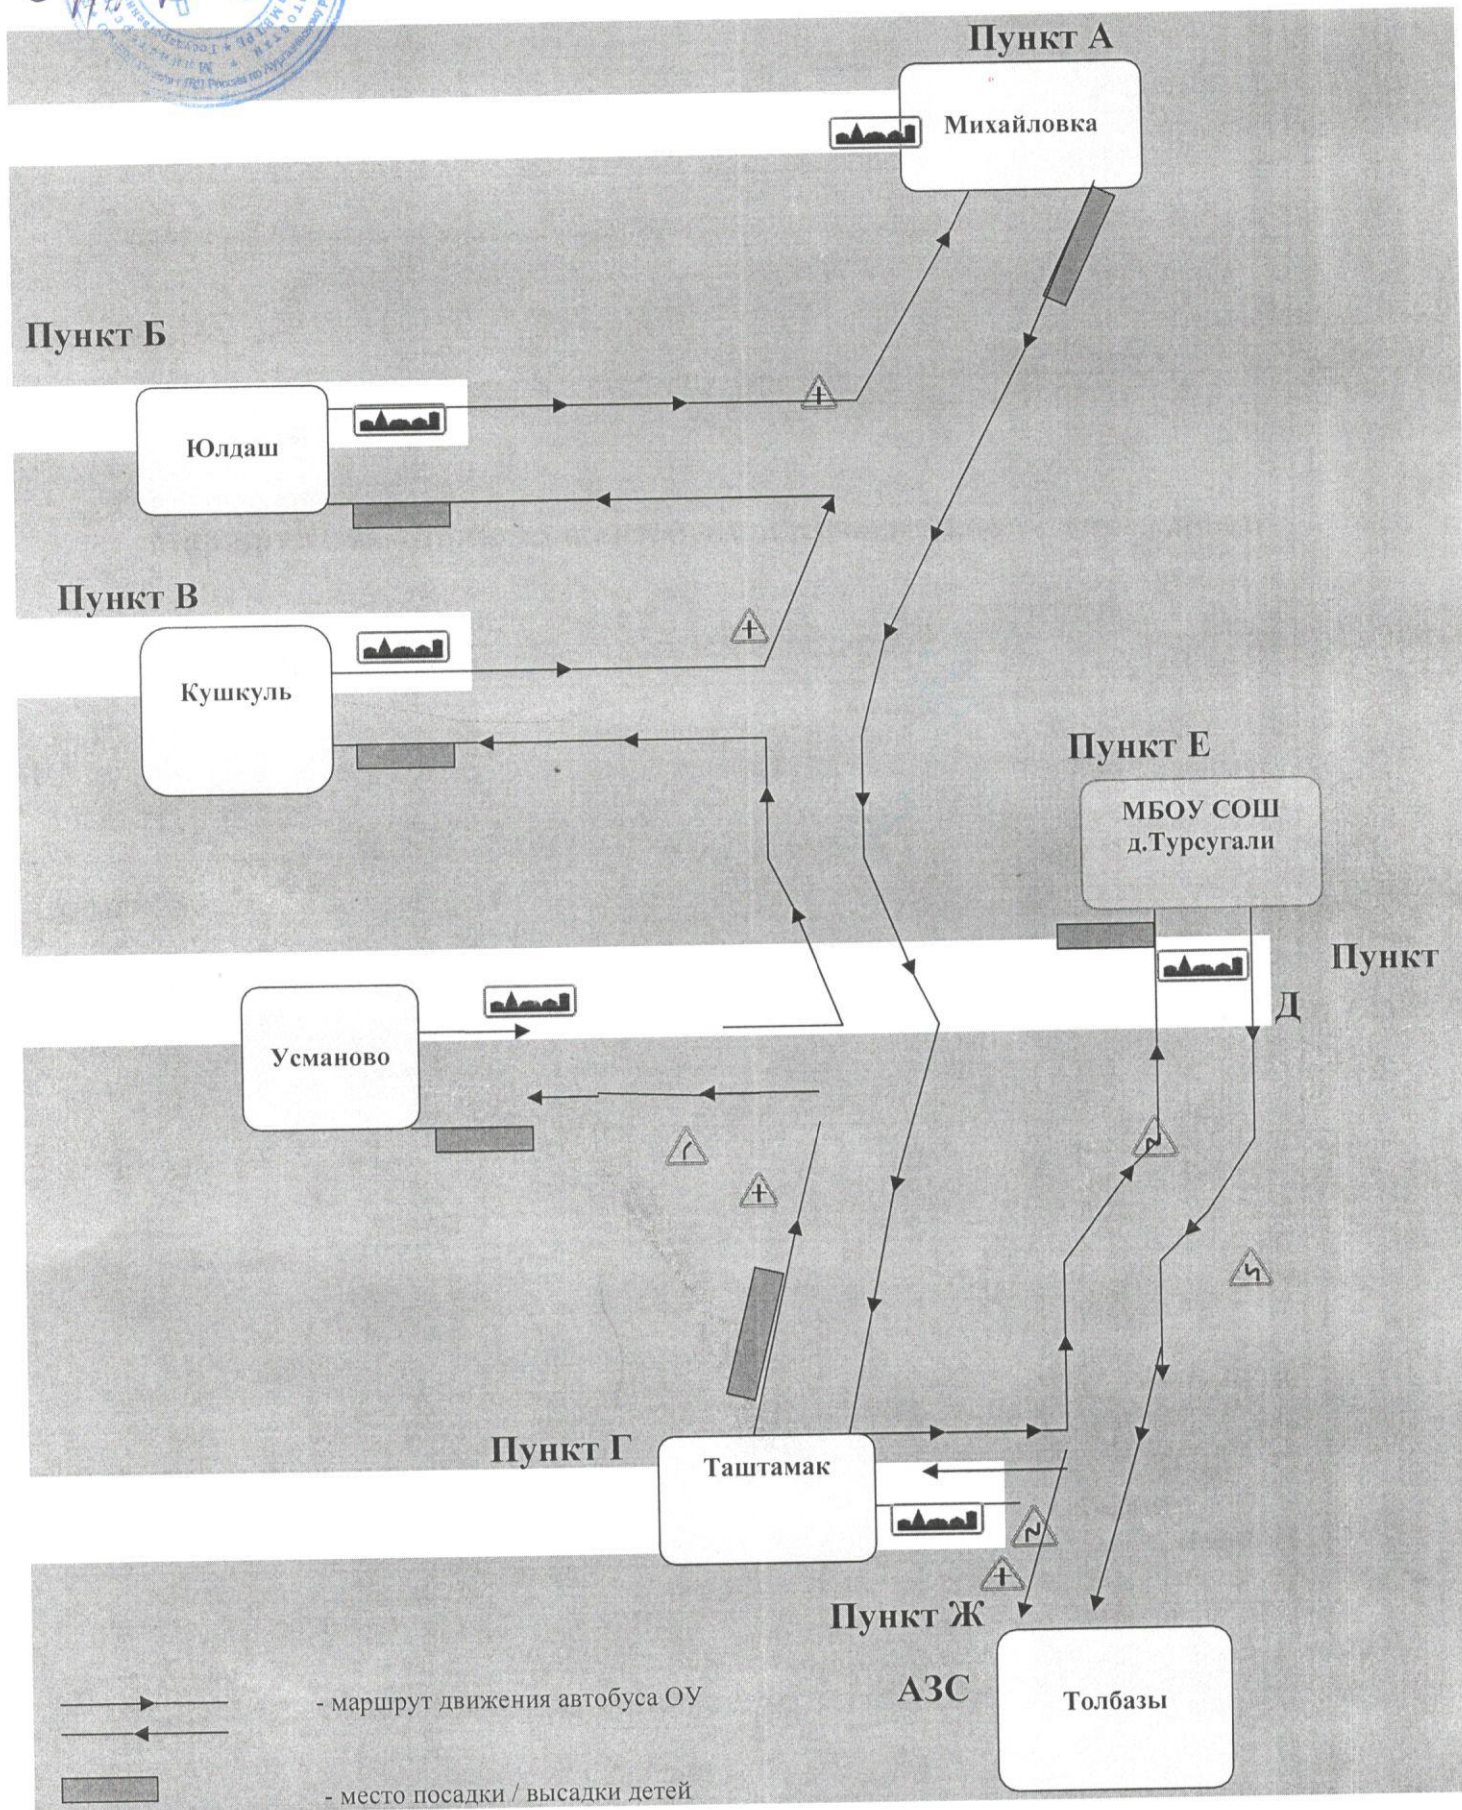 Пункт А
Михайловка
Пункт Б
Юлдаш
Пункт В
Кушкуль
Пункт Е
МБОУ СОШ
д.Турсугали
Пункт
Д
Усманово
Пункт Г
Таштамак
Пункт Ж
АЗС
Толбазы
- маршрут движения автобуса ОУ
- место посадки / высадки детей